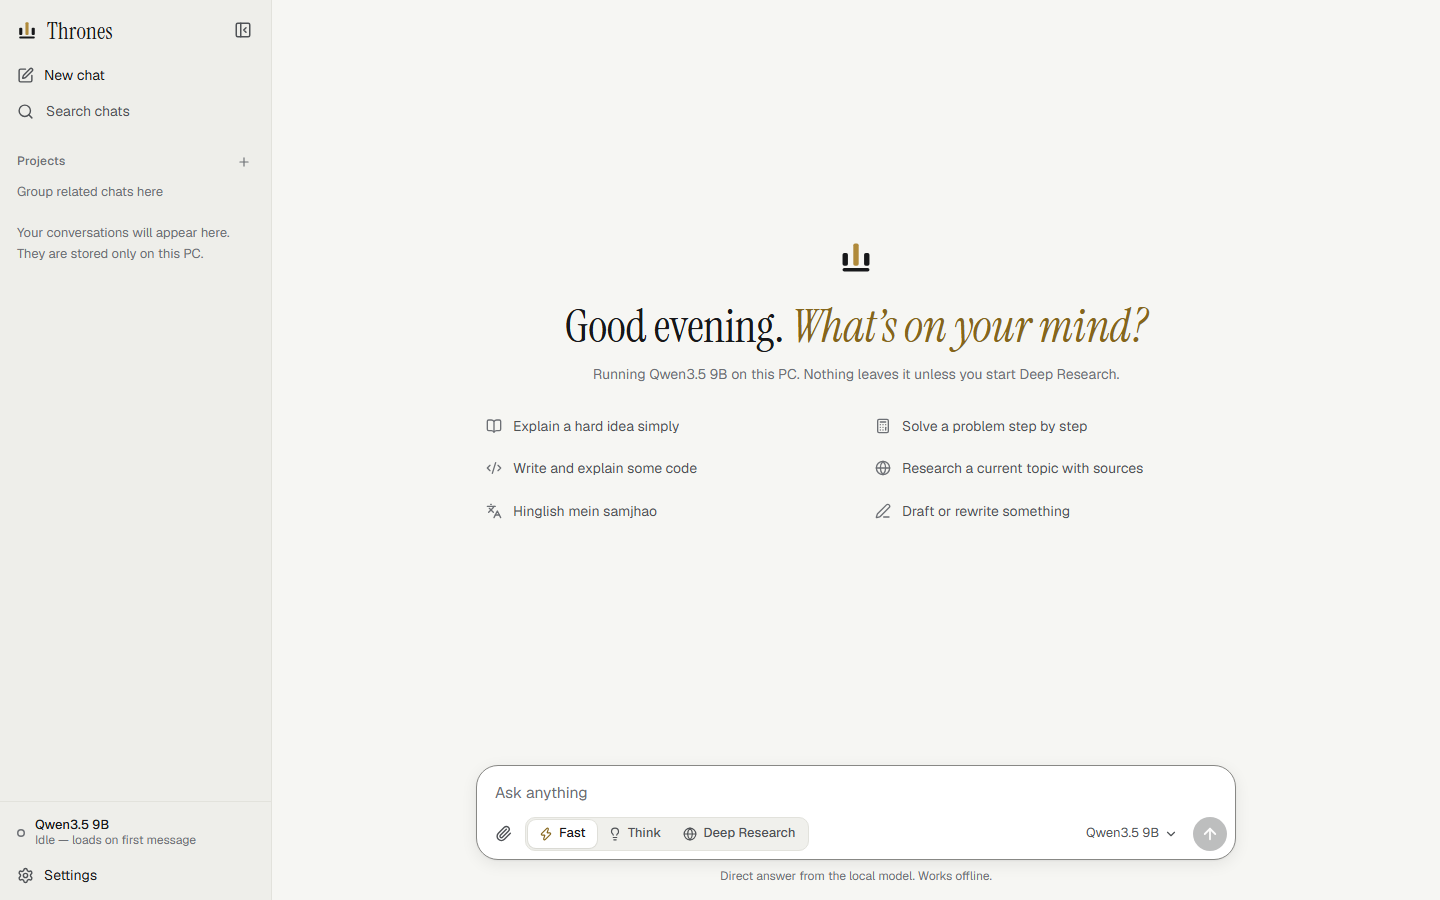 Thrones
New chat
Search chats
Projects
Group related chats here
Your conversations will appear here.
They are stored only on this PC.
Qwen3.5 9B
Idle — loads on first message
Settings
Good evening. What's on your mind?
Running Qwen3.5 9B on this PC. Nothing leaves it unless you start Deep Research.
Explain a hard idea simply
Solve a problem step by step
Write and explain some code
Research a current topic with sources
Hinglish mein samjhao
Draft or rewrite something
Ask anything
Fast Think Deep Research Qwen3.5 9B
Direct answer from the local model. Works offline.